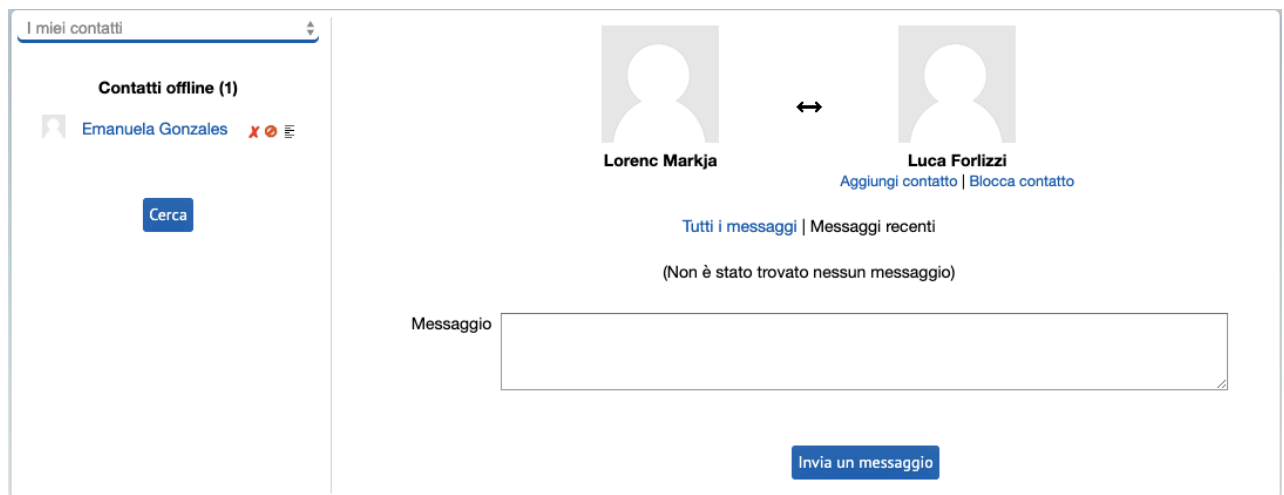 I miei contatti
Contatti offline (1)
Emanuela Gonzales
Cerca
Lorenc Markja
Luca Forlizzi
Aggiungi contatto | Blocca contatto
Tutti i messaggi | Messaggi recenti
(Non è stato trovato nessun messaggio)
Messaggio
Invia un messaggio